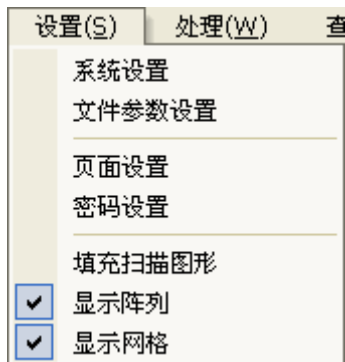 设置(S) 处理(W) 查
系统设置
文件参数设置
页面设置
密码设置
填充扫描图形
显示阵列
显示网格